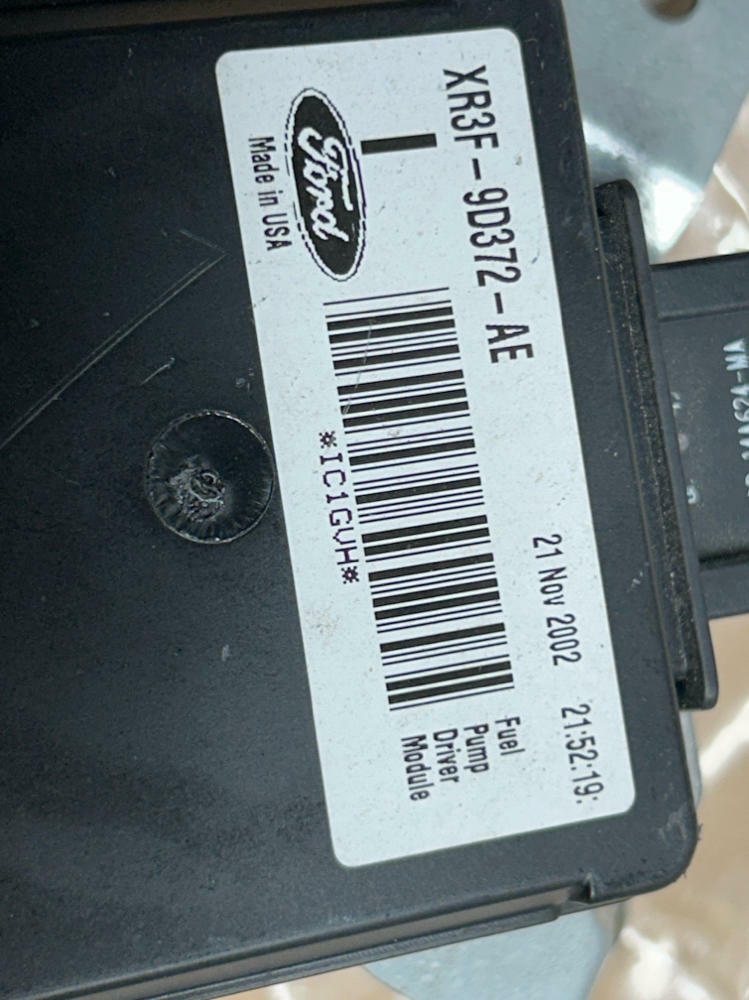 XR3F-9D372-AE
21 Nov 2002 21:52:19:
Ford
Made in USA
*IC1GVH*
Fuel
Pump
Driver
Module